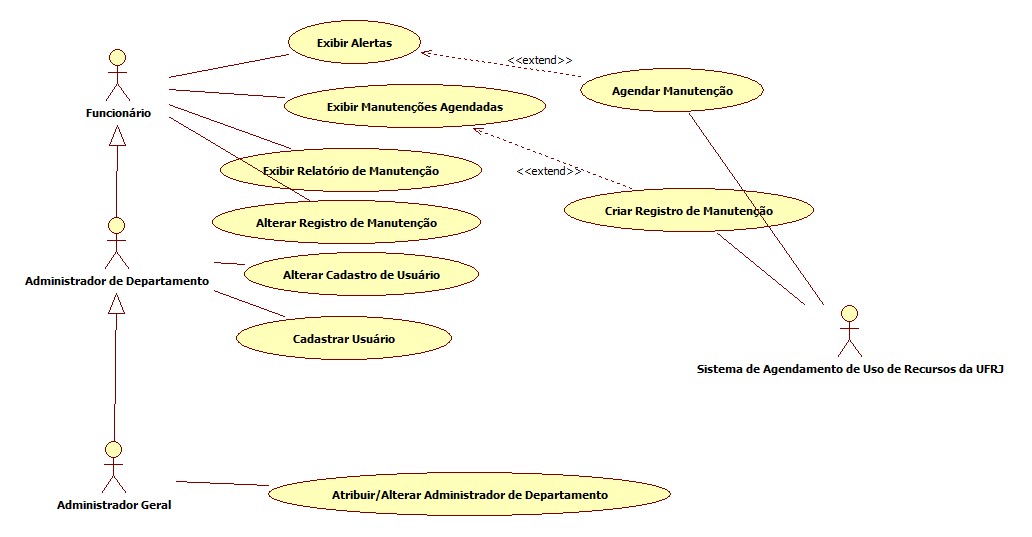 Exibir Alertas
<<extend>>
Agendar Manutenção
Exibir Manutenções Agendadas
Funcionário
Exibir Relatório de Manutenção
<<extend>>
Criar Registro de Manutenção
Alterar Registro de Manutenção
Administrador de Departamento
Alterar Cadastro de Usuário
Cadastrar Usuário
Sistema de Agendamento de Uso de Recursos da UFRJ
Atribuir/Alterar Administrador de Departamento
Administrador Geral